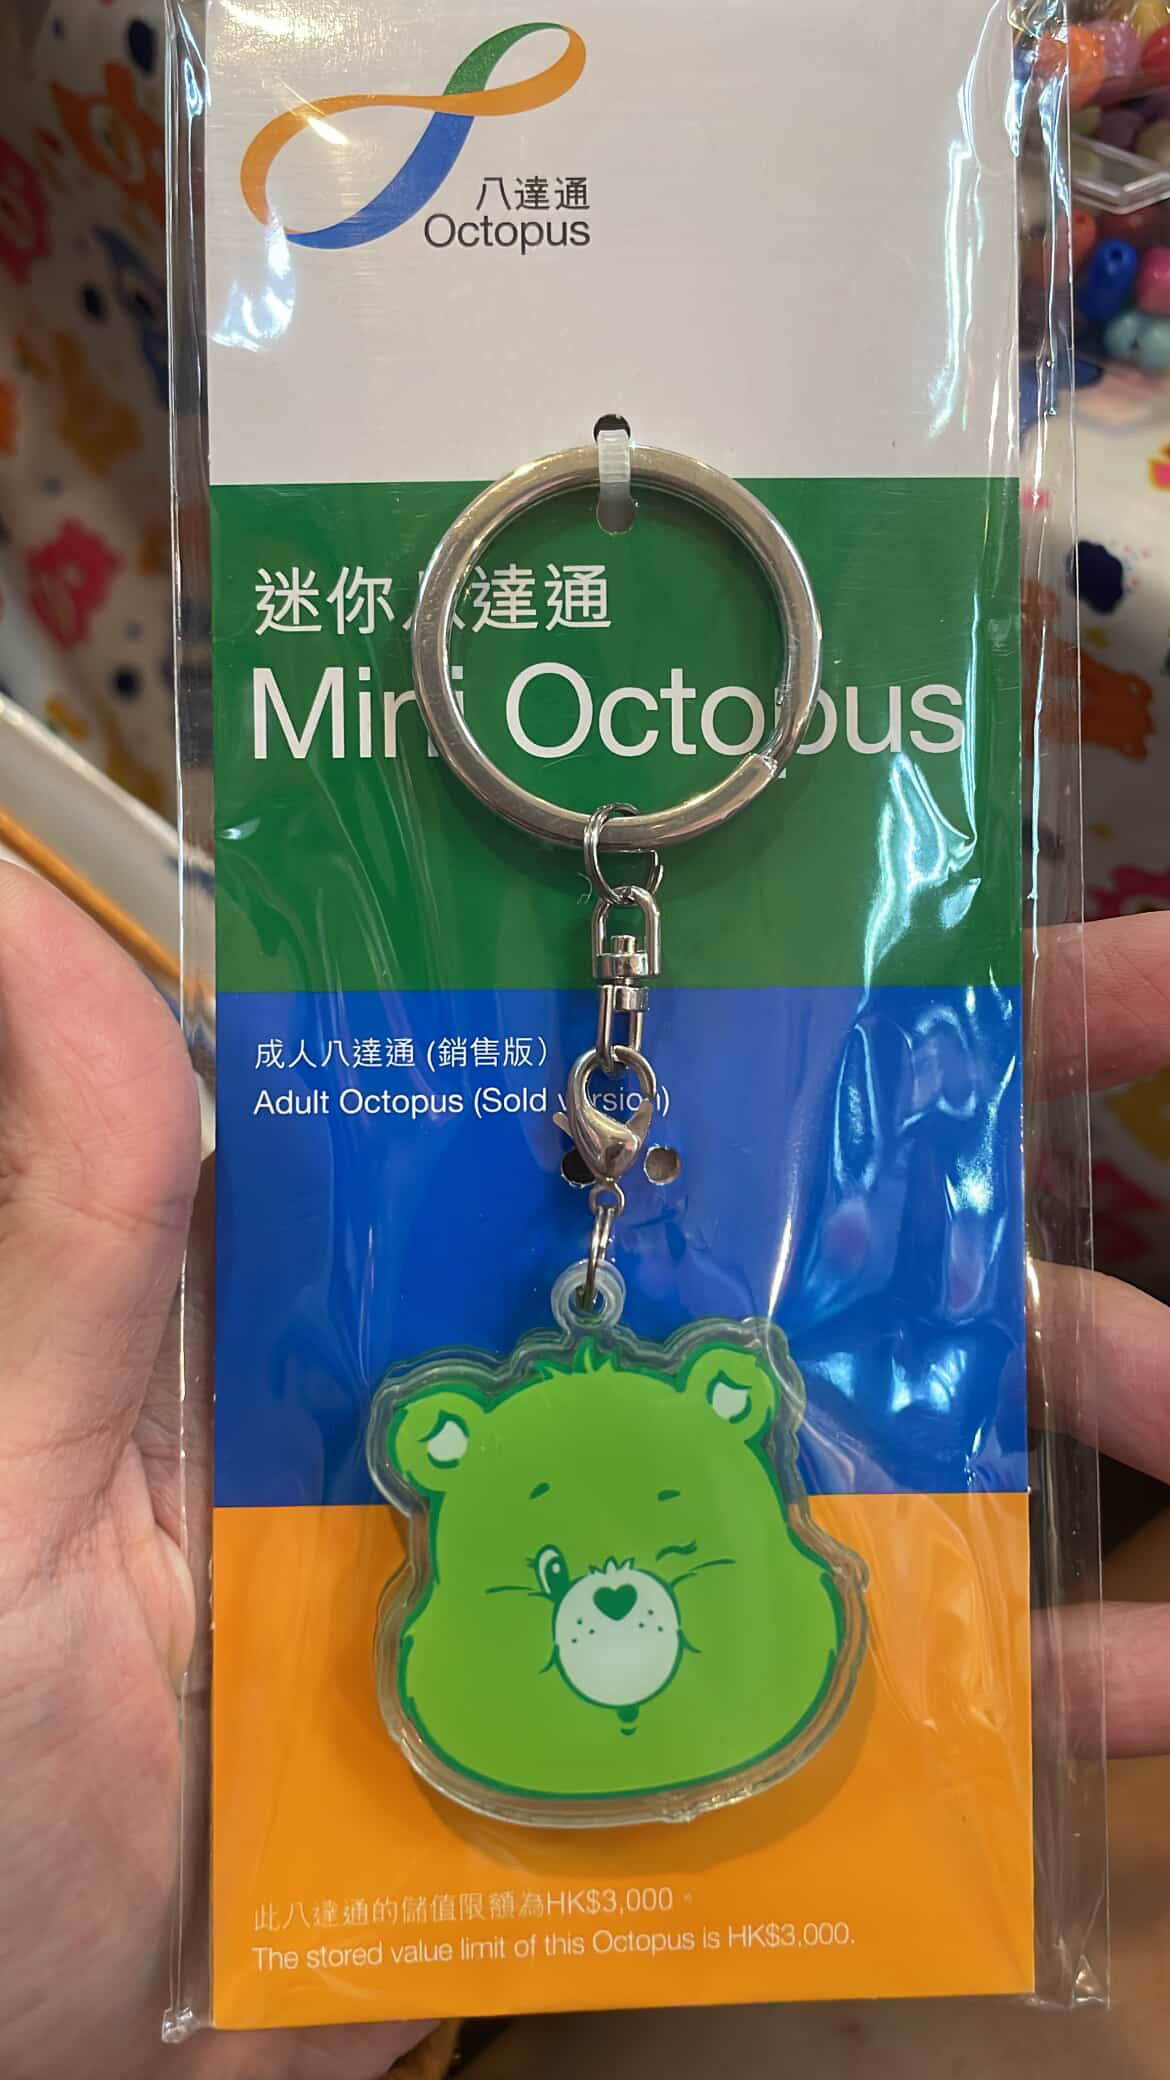 八達通
Octopus
迷你八達通
Mini Octopus
成人八達通 (銷售版)
Adult Octopus (Sold version)
此八達通的儲值限額為HK$3,000。
The stored value limit of this Octopus is HK$3,000.